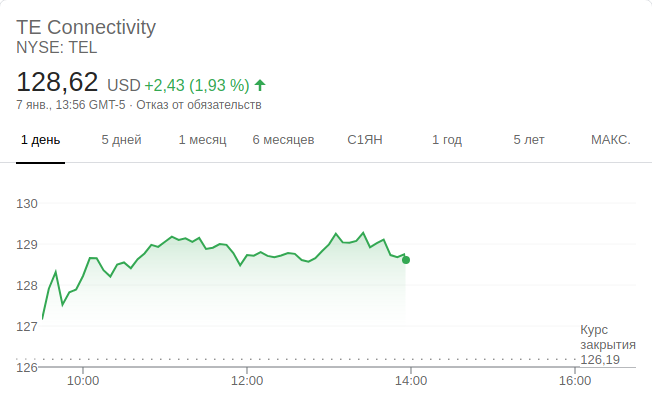 TE Connectivity
NYSE: TEL
128,62 USD +2,43 (1,93 %)
7 янв., 13:56 GMT-5 · Отказ от обязательств
1 день 5 дней 1 месяц 6 месяцев С1ЯН 1 год 5 лет МАКС.
130
129
128
127
Курс
закрытия
126,19
126
10:00 12:00 14:00 16:00